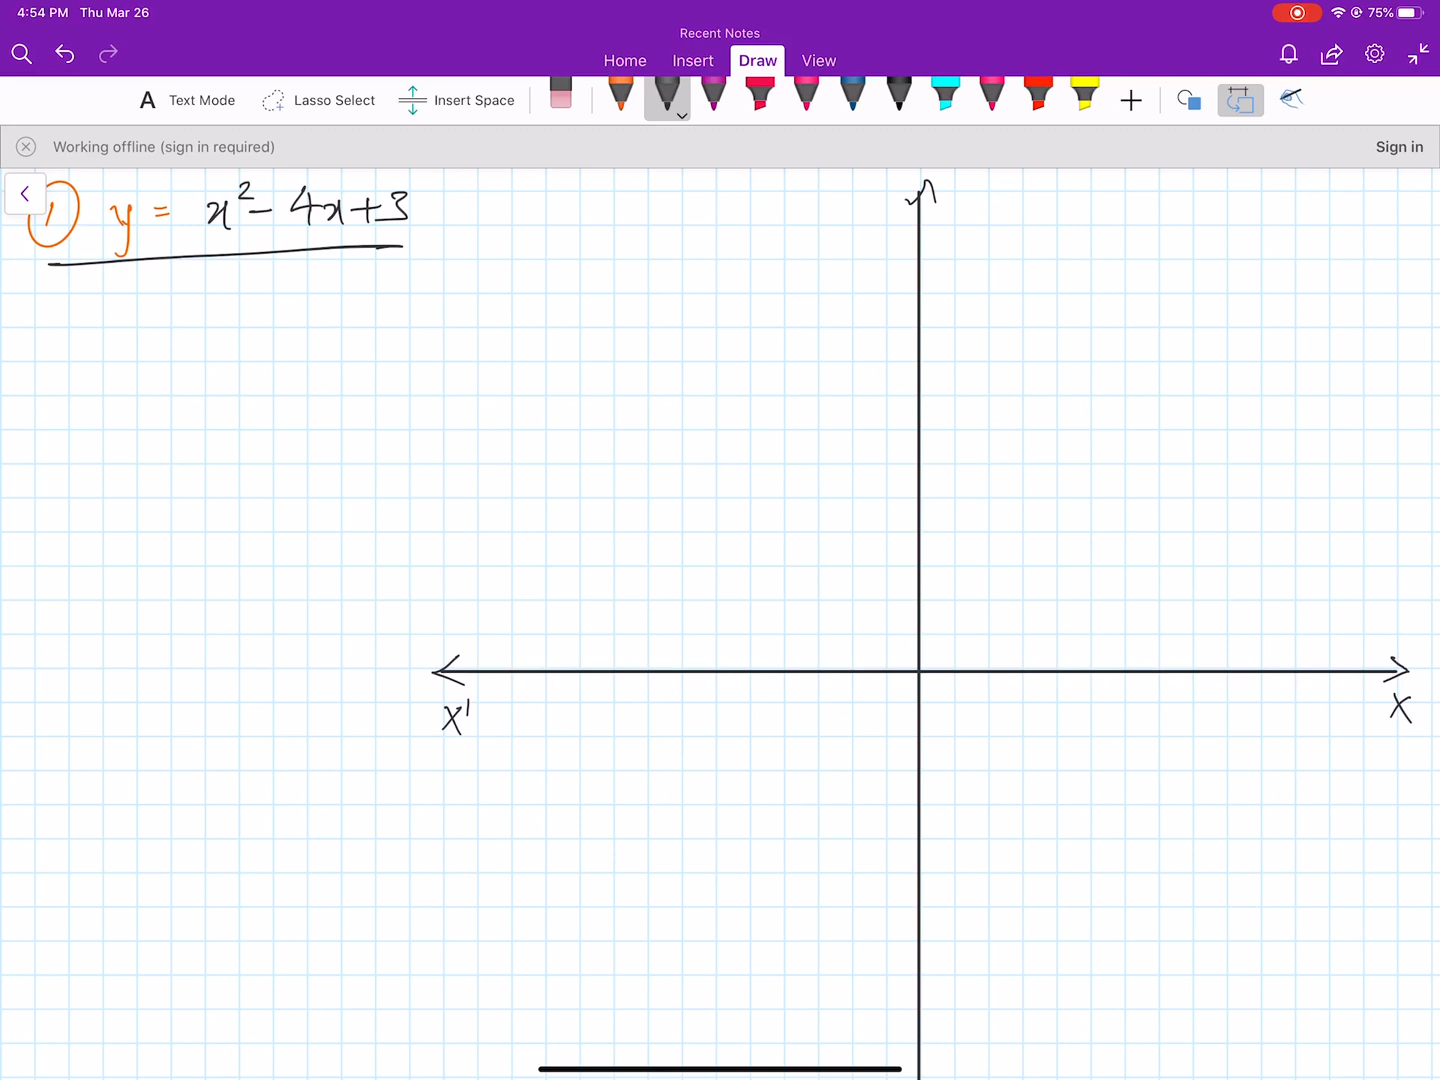 4:54 PM Thu Mar 26
75%
Recent Notes
Home Insert Draw View
A Text Mode Lasso Select Insert Space
Working offline (sign in required) Sign in
1 y = x² - 4x + 3
X' X